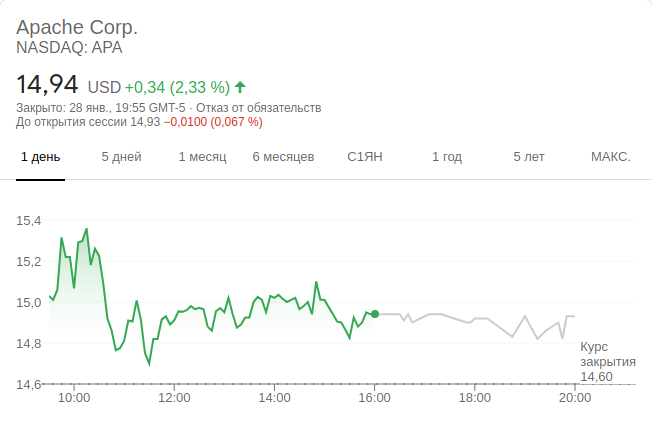 Apache Corp.
NASDAQ: APA
14,94 USD +0,34 (2,33 %)
Закрыто: 28 янв., 19:55 GMT-5 · Отказ от обязательств
До открытия сессии 14,93 −0,0100 (0,067 %)
1 день 5 дней 1 месяц 6 месяцев С1ЯН 1 год 5 лет МАКС.
15,4
15,2
15,0
14,8
14,6
Курс
закрытия
14,60
10:00 12:00 14:00 16:00 18:00 20:00